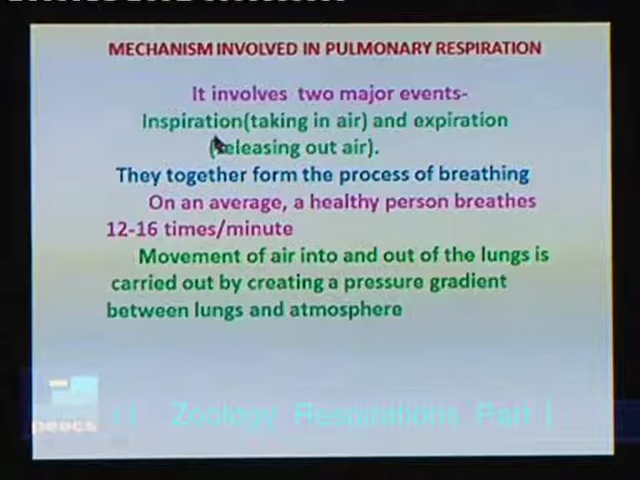 MECHANISM INVOLVED IN PULMONARY RESPIRATION
It involves two major events-
Inspiration(taking in air) and expiration
(releasing out air).
They together form the process of breathing
On an average, a healthy person breathes
12-16 times/minute
Movement of air into and out of the lungs is
carried out by creating a pressure gradient
between lungs and atmosphere
Zoology Respirations Part I
peecs